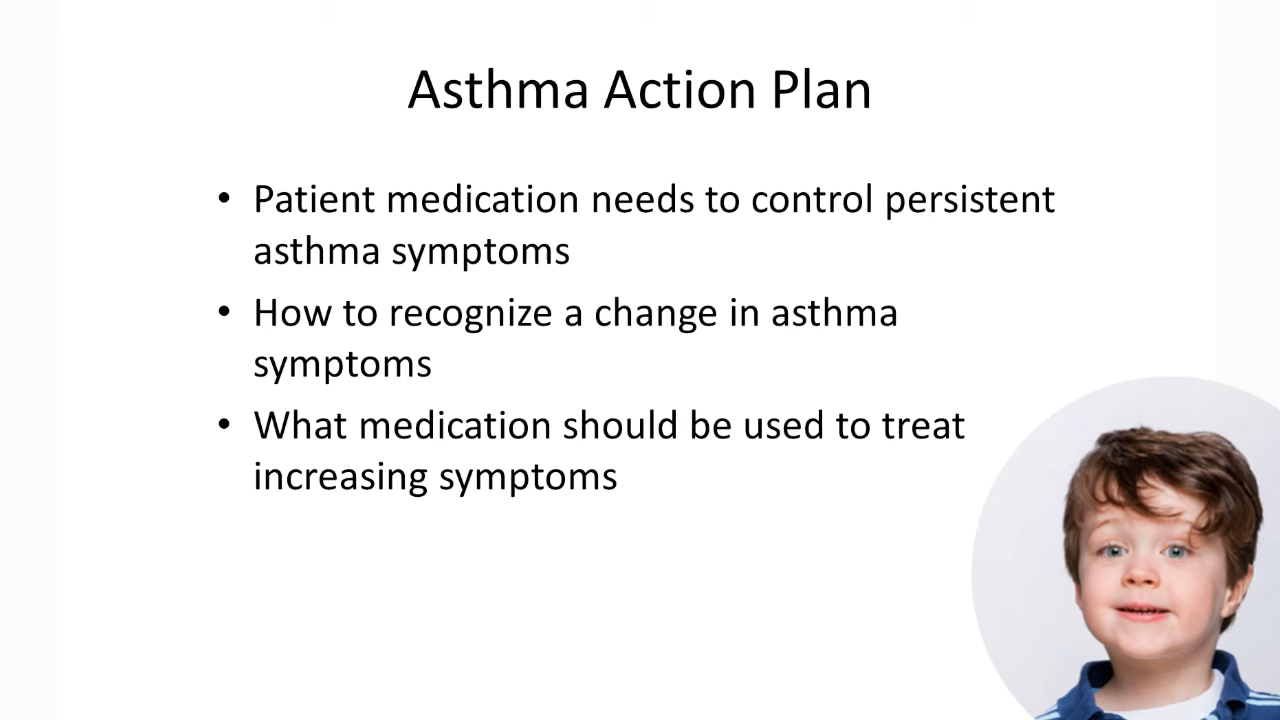 Asthma Action Plan
• Patient medication needs to control persistent
asthma symptoms
• How to recognize a change in asthma
symptoms
• What medication should be used to treat
increasing symptoms